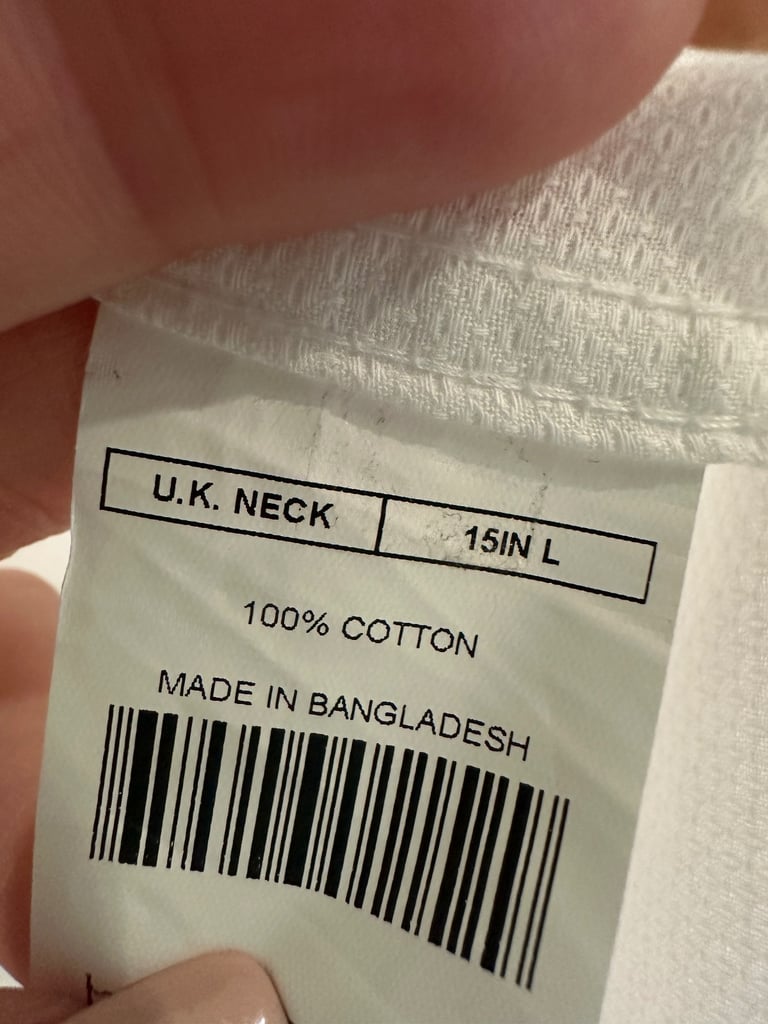 U.K. NECK 15IN L
100% COTTON
MADE IN BANGLADESH